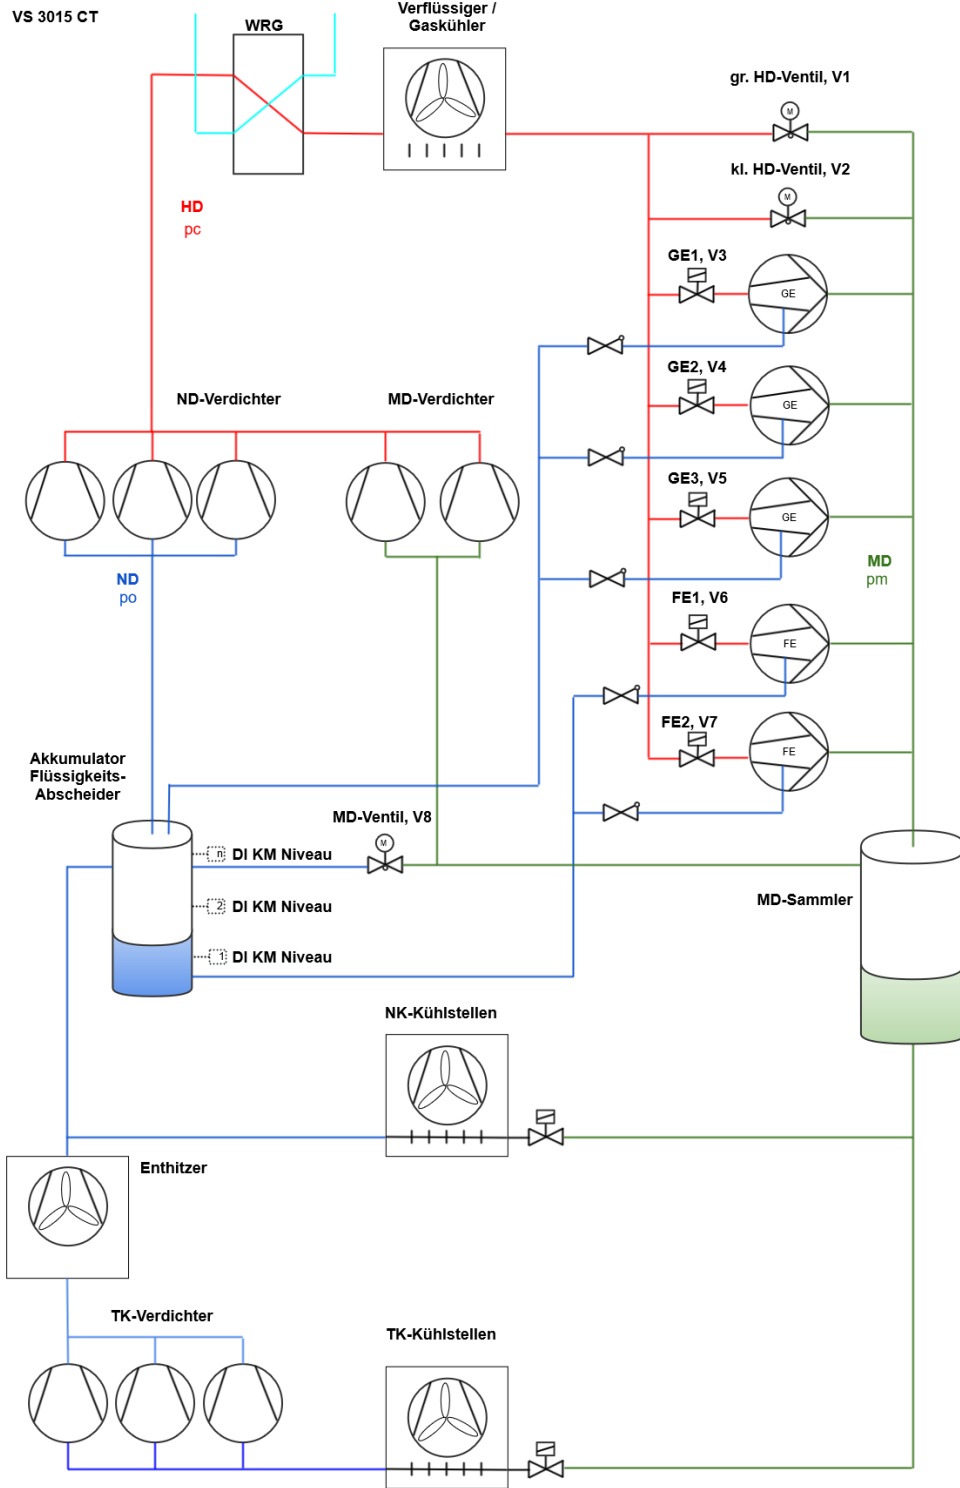 VS 3015 CT
WRG
Verflüssiger /
Gaskühler
gr. HD-Ventil, V1
M
kl. HD-Ventil, V2
M
HD
pc
GE1, V3
GE
GE2, V4
GE
ND-Verdichter
MD-Verdichter
GE3, V5
GE
MD
pm
ND
po
FE1, V6
FE
FE2, V7
FE
Akkumulator
Flüssigkeits-
Abscheider
MD-Ventil, V8
M
n
DI KM Niveau
2
DI KM Niveau
1
DI KM Niveau
MD-Sammler
NK-Kühlstellen
Enthitzer
TK-Verdichter
TK-Kühlstellen